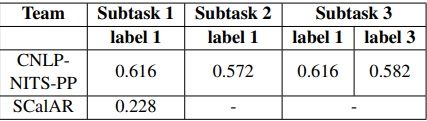 Team Subtask 1 Subtask 2 Subtask 3
label 1 label 1 label 1 label 3
CNLP-
NITS-PP 0.616 0.572 0.616 0.582
SCalAR 0.228 - -